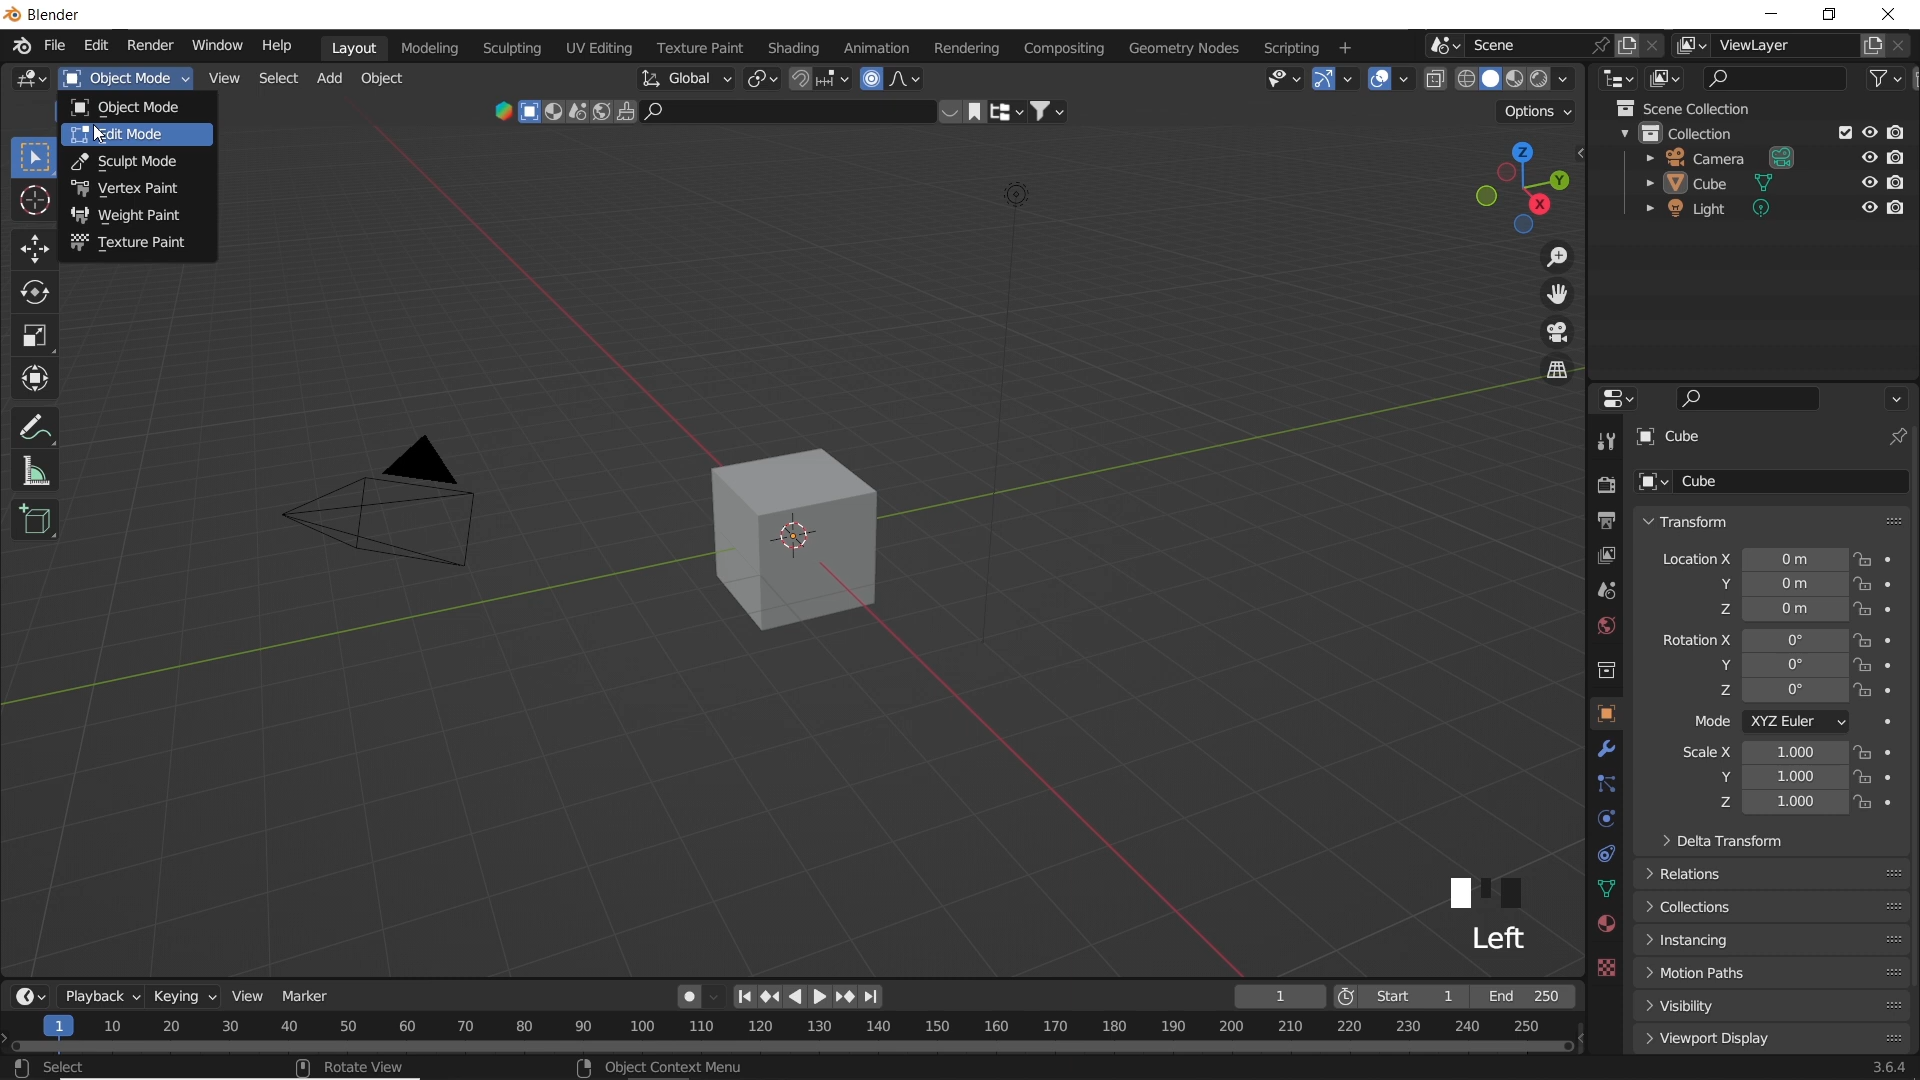 Blender
File Edit Render Window Help Layout Modeling Sculpting UV Editing Texture Paint Shading Animation Rendering Compositing Geometry Nodes Scripting + Scene ViewLayer
Object Mode View Select Add Object Global
Object Mode
Edit Mode
Sculpt Mode
Vertex Paint
Weight Paint
Texture Paint
Options
Z
Y
X
Scene Collection
Collection
Camera
Cube
Light
Cube
Cube
Transform
Location X 0 m
Y 0 m
Z 0 m
Rotation X 0°
Y 0°
Z 0°
Mode XYZ Euler
Scale X 1.000
Y 1.000
Z 1.000
Delta Transform
Relations
Collections
Instancing
Motion Paths
Visibility
Viewport Display
Left
Playback Keying View Marker 1 Start 1 End 250
1 10 20 30 40 50 60 70 80 90 100 110 120 130 140 150 160 170 180 190 200 210 220 230 240 250
Select Rotate View Object Context Menu 3.6.4